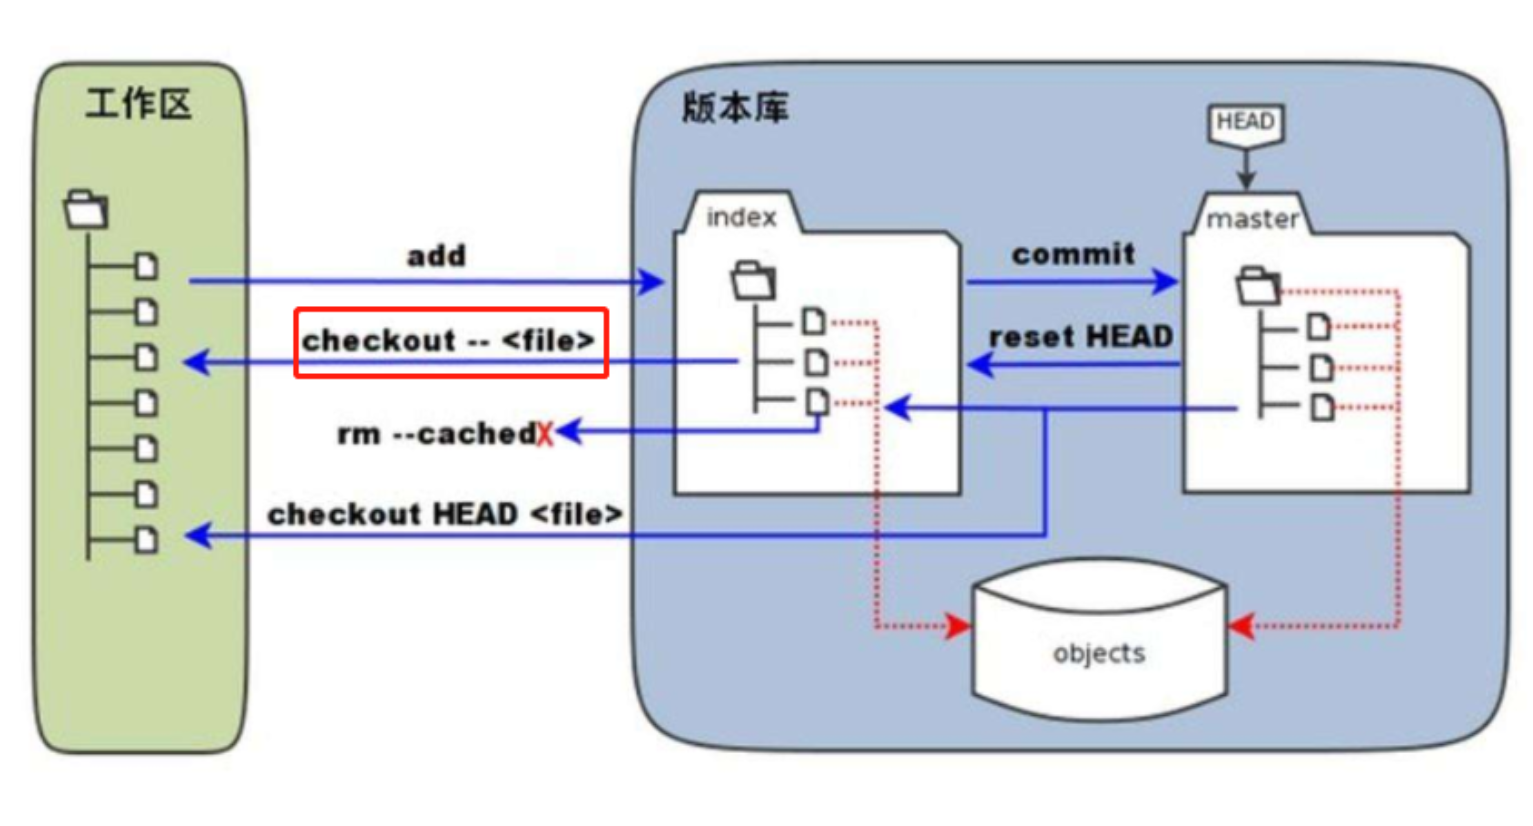 工作区
版本库
HEAD
index
master
add
commit
checkout -- <file>
reset HEAD
rm --cachedX
checkout HEAD <file>
objects